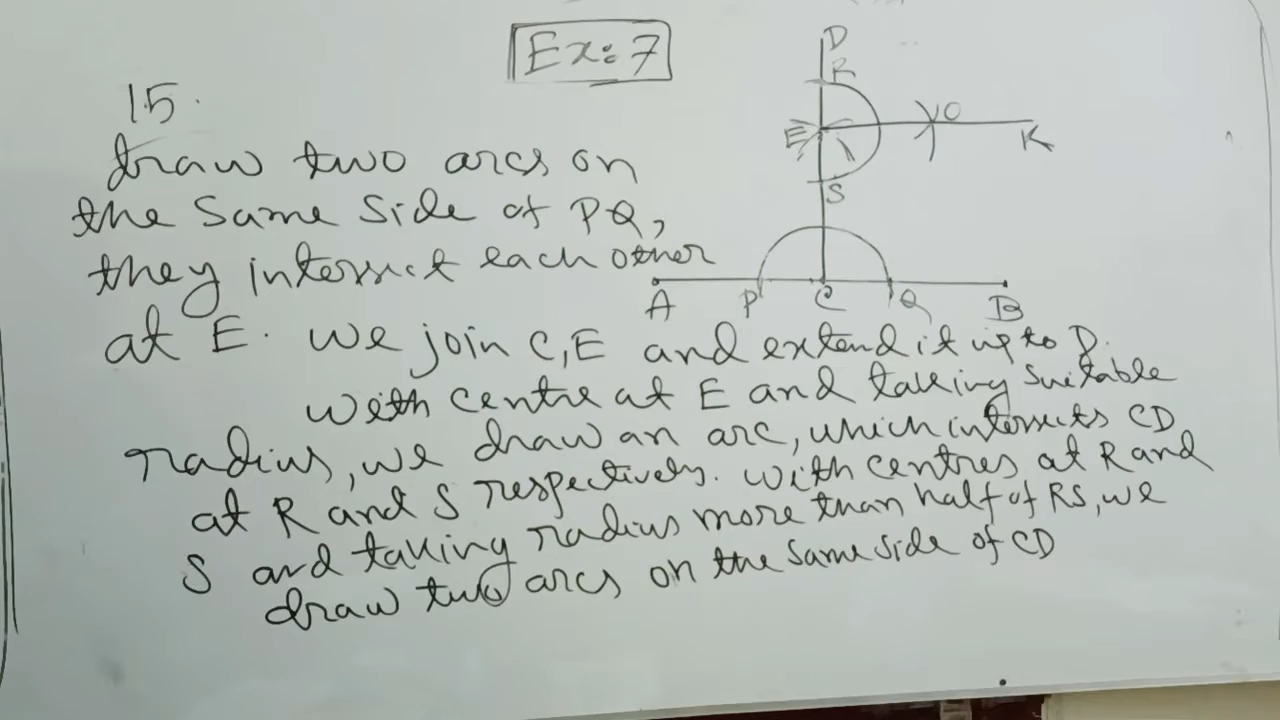 Ex: 7
15.
draw two arcs on
the same side of PQ,
they intersect each other
at E. We join C, E and extend it up to D.
With centre at E and taking suitable
radius, we draw an arc, which intersects CD
at R and S respectively. With centres at R and
S and taking radius more than half of RS, we
draw two arcs on the same side of CD
D
R
E
O
K
S
A
P
C
Q
B